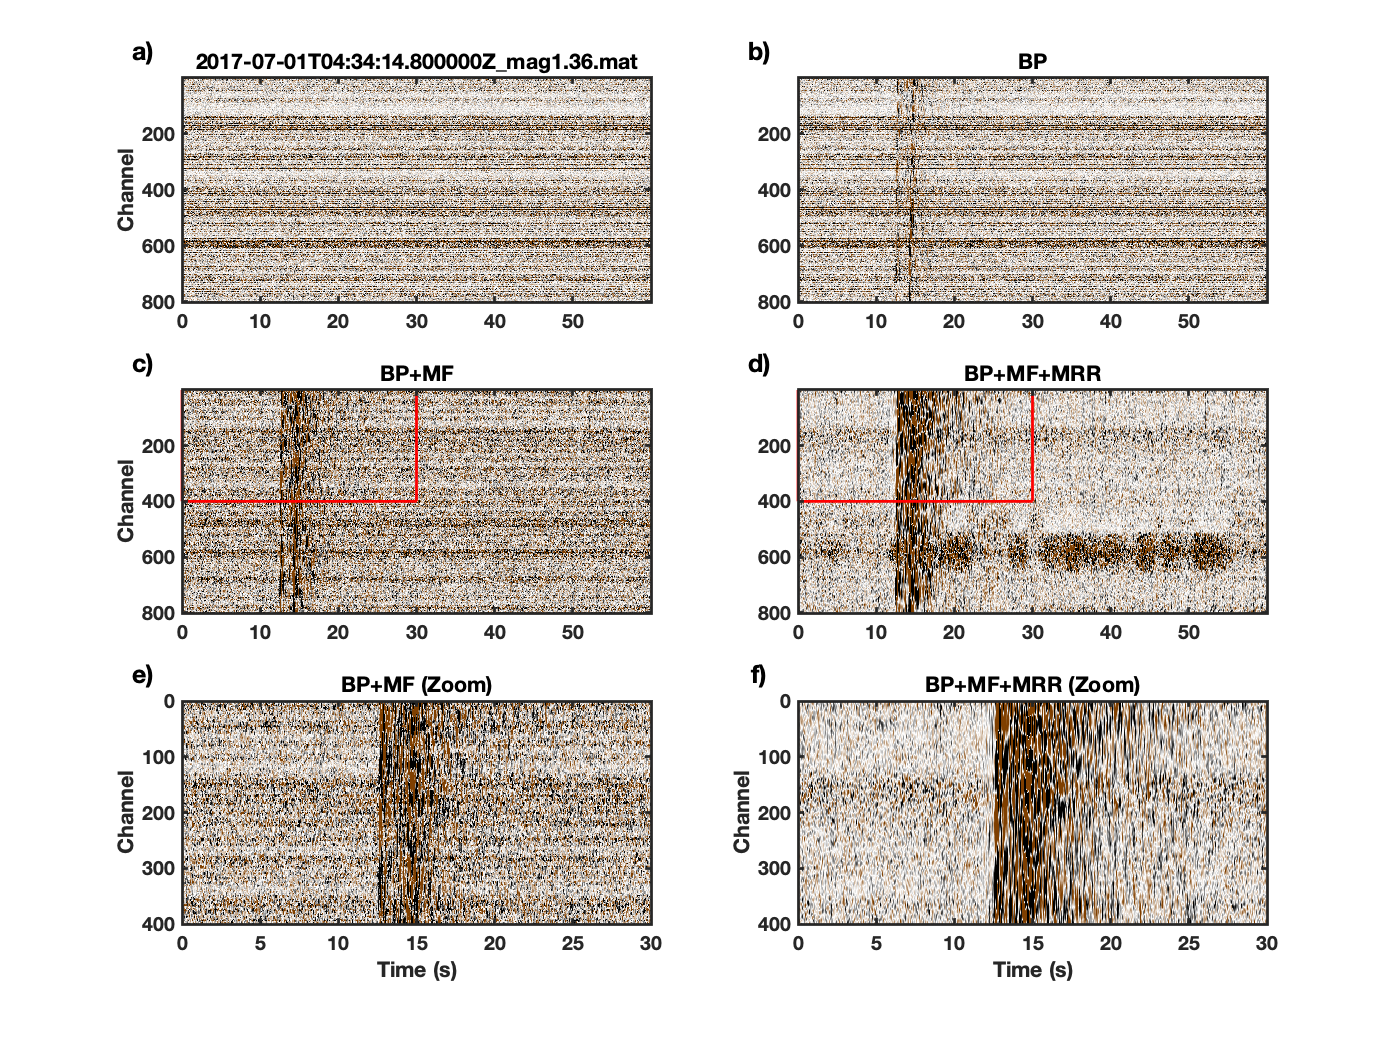 a)
2017-07-01T04:34:14.800000Z_mag1.36.mat
Channel
200
400
600
800
0 10 20 30 40 50
b)
BP
200
400
600
800
0 10 20 30 40 50
c)
BP+MF
Channel
200
400
600
800
0 10 20 30 40 50
d)
BP+MF+MRR
200
400
600
800
0 10 20 30 40 50
e)
BP+MF (Zoom)
Channel
0
100
200
300
400
0 5 10 15 20 25 30
Time (s)
f)
BP+MF+MRR (Zoom)
Channel
0
100
200
300
400
0 5 10 15 20 25 30
Time (s)